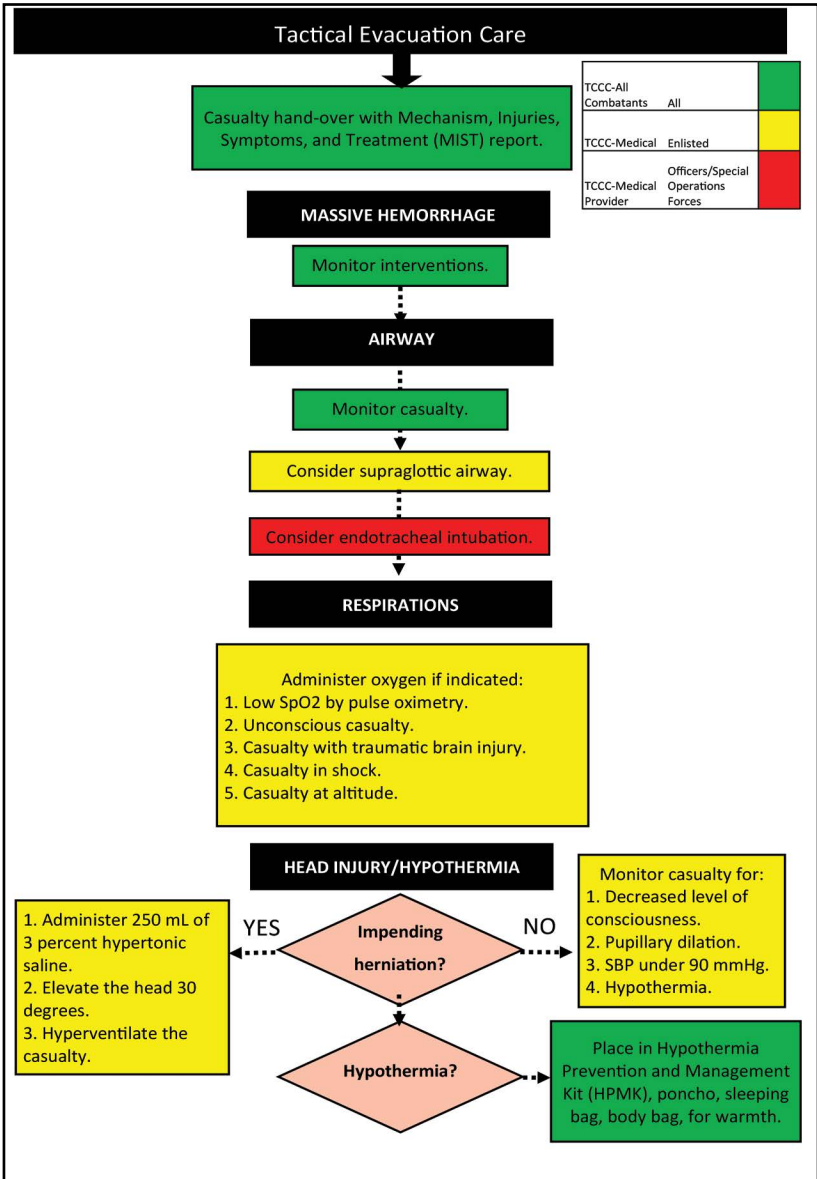 Tactical Evacuation Care
Casualty hand-over with Mechanism, Injuries,
Symptoms, and Treatment (MIST) report.
TCCC-All
Combatants All
TCCC-Medical Enlisted
Officers/Special
Operations
TCCC-Medical
Provider Forces
MASSIVE HEMORRHAGE
Monitor interventions.
AIRWAY
Monitor casualty.
Consider supraglottic airway.
Consider endotracheal intubation.
RESPIRATIONS
Administer oxygen if indicated:
1. Low SpO2 by pulse oximetry.
2. Unconscious casualty.
3. Casualty with traumatic brain injury.
4. Casualty in shock.
5. Casualty at altitude.
HEAD INJURY/HYPOTHERMIA
Impending
herniation?
YES
1. Administer 250 mL of
3 percent hypertonic
saline.
2. Elevate the head 30
degrees.
3. Hyperventilate the
casualty.
NO
Monitor casualty for:
1. Decreased level of
consciousness.
2. Pupillary dilation.
3. SBP under 90 mmHg.
4. Hypothermia.
Hypothermia?
Place in Hypothermia
Prevention and Management
Kit (HPMK), poncho, sleeping
bag, body bag, for warmth.